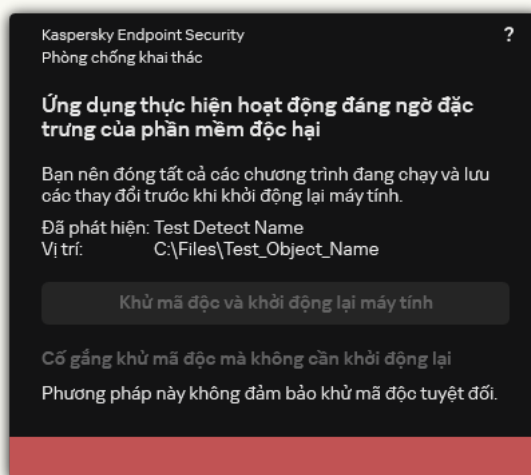 Kaspersky Endpoint Security
?
Phòng chống khai thác
Ứng dụng thực hiện hoạt động đáng ngờ đặc
trưng của phần mềm độc hại
Bạn nên đóng tất cả các chương trình đang chạy và lưu
các thay đổi trước khi khởi động lại máy tính.
Đã phát hiện: Test Detect Name
Vị trí: C:\Files\Test_Object_Name
Khử mã độc và khởi động lại máy tính
Cố gắng khử mã độc mà không cần khởi động lại
Phương pháp này không đảm bảo khử mã độc tuyệt đối.